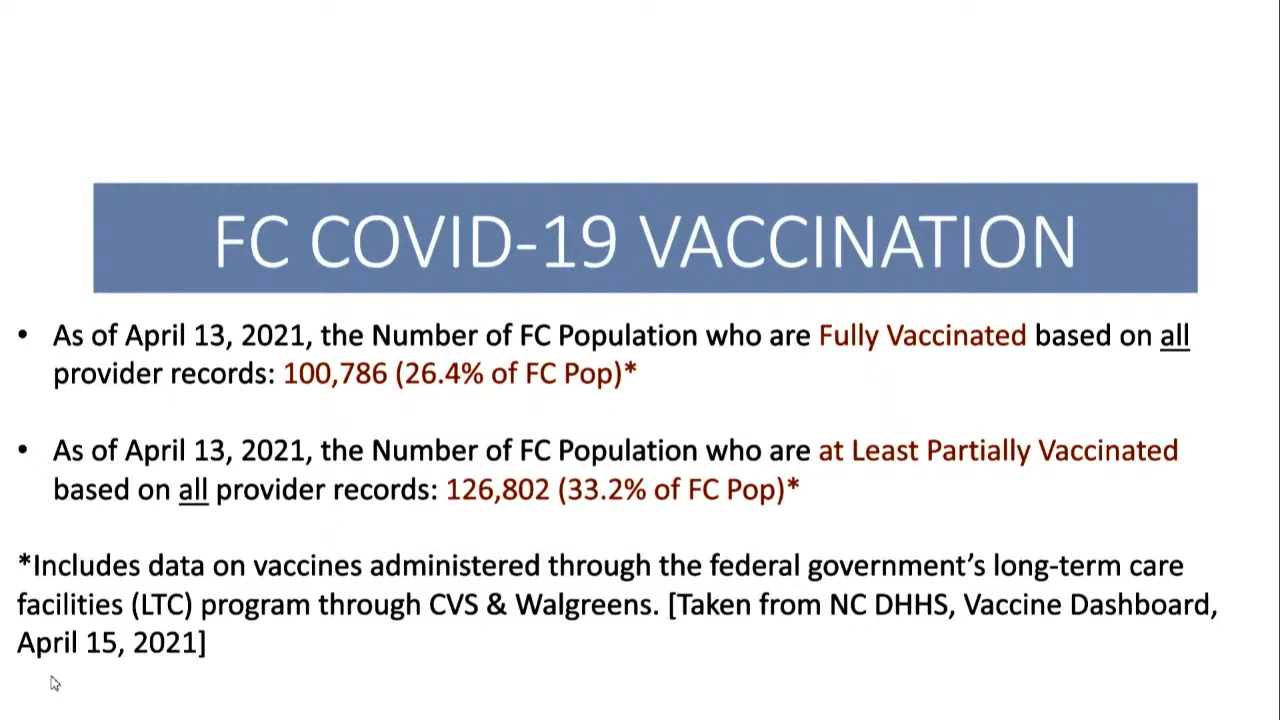 FC COVID-19 VACCINATION
• As of April 13, 2021, the Number of FC Population who are Fully Vaccinated based on all
provider records: 100,786 (26.4% of FC Pop)*
• As of April 13, 2021, the Number of FC Population who are at Least Partially Vaccinated
based on all provider records: 126,802 (33.2% of FC Pop)*
*Includes data on vaccines administered through the federal government’s long-term care
facilities (LTC) program through CVS & Walgreens. [Taken from NC DHHS, Vaccine Dashboard,
April 15, 2021]